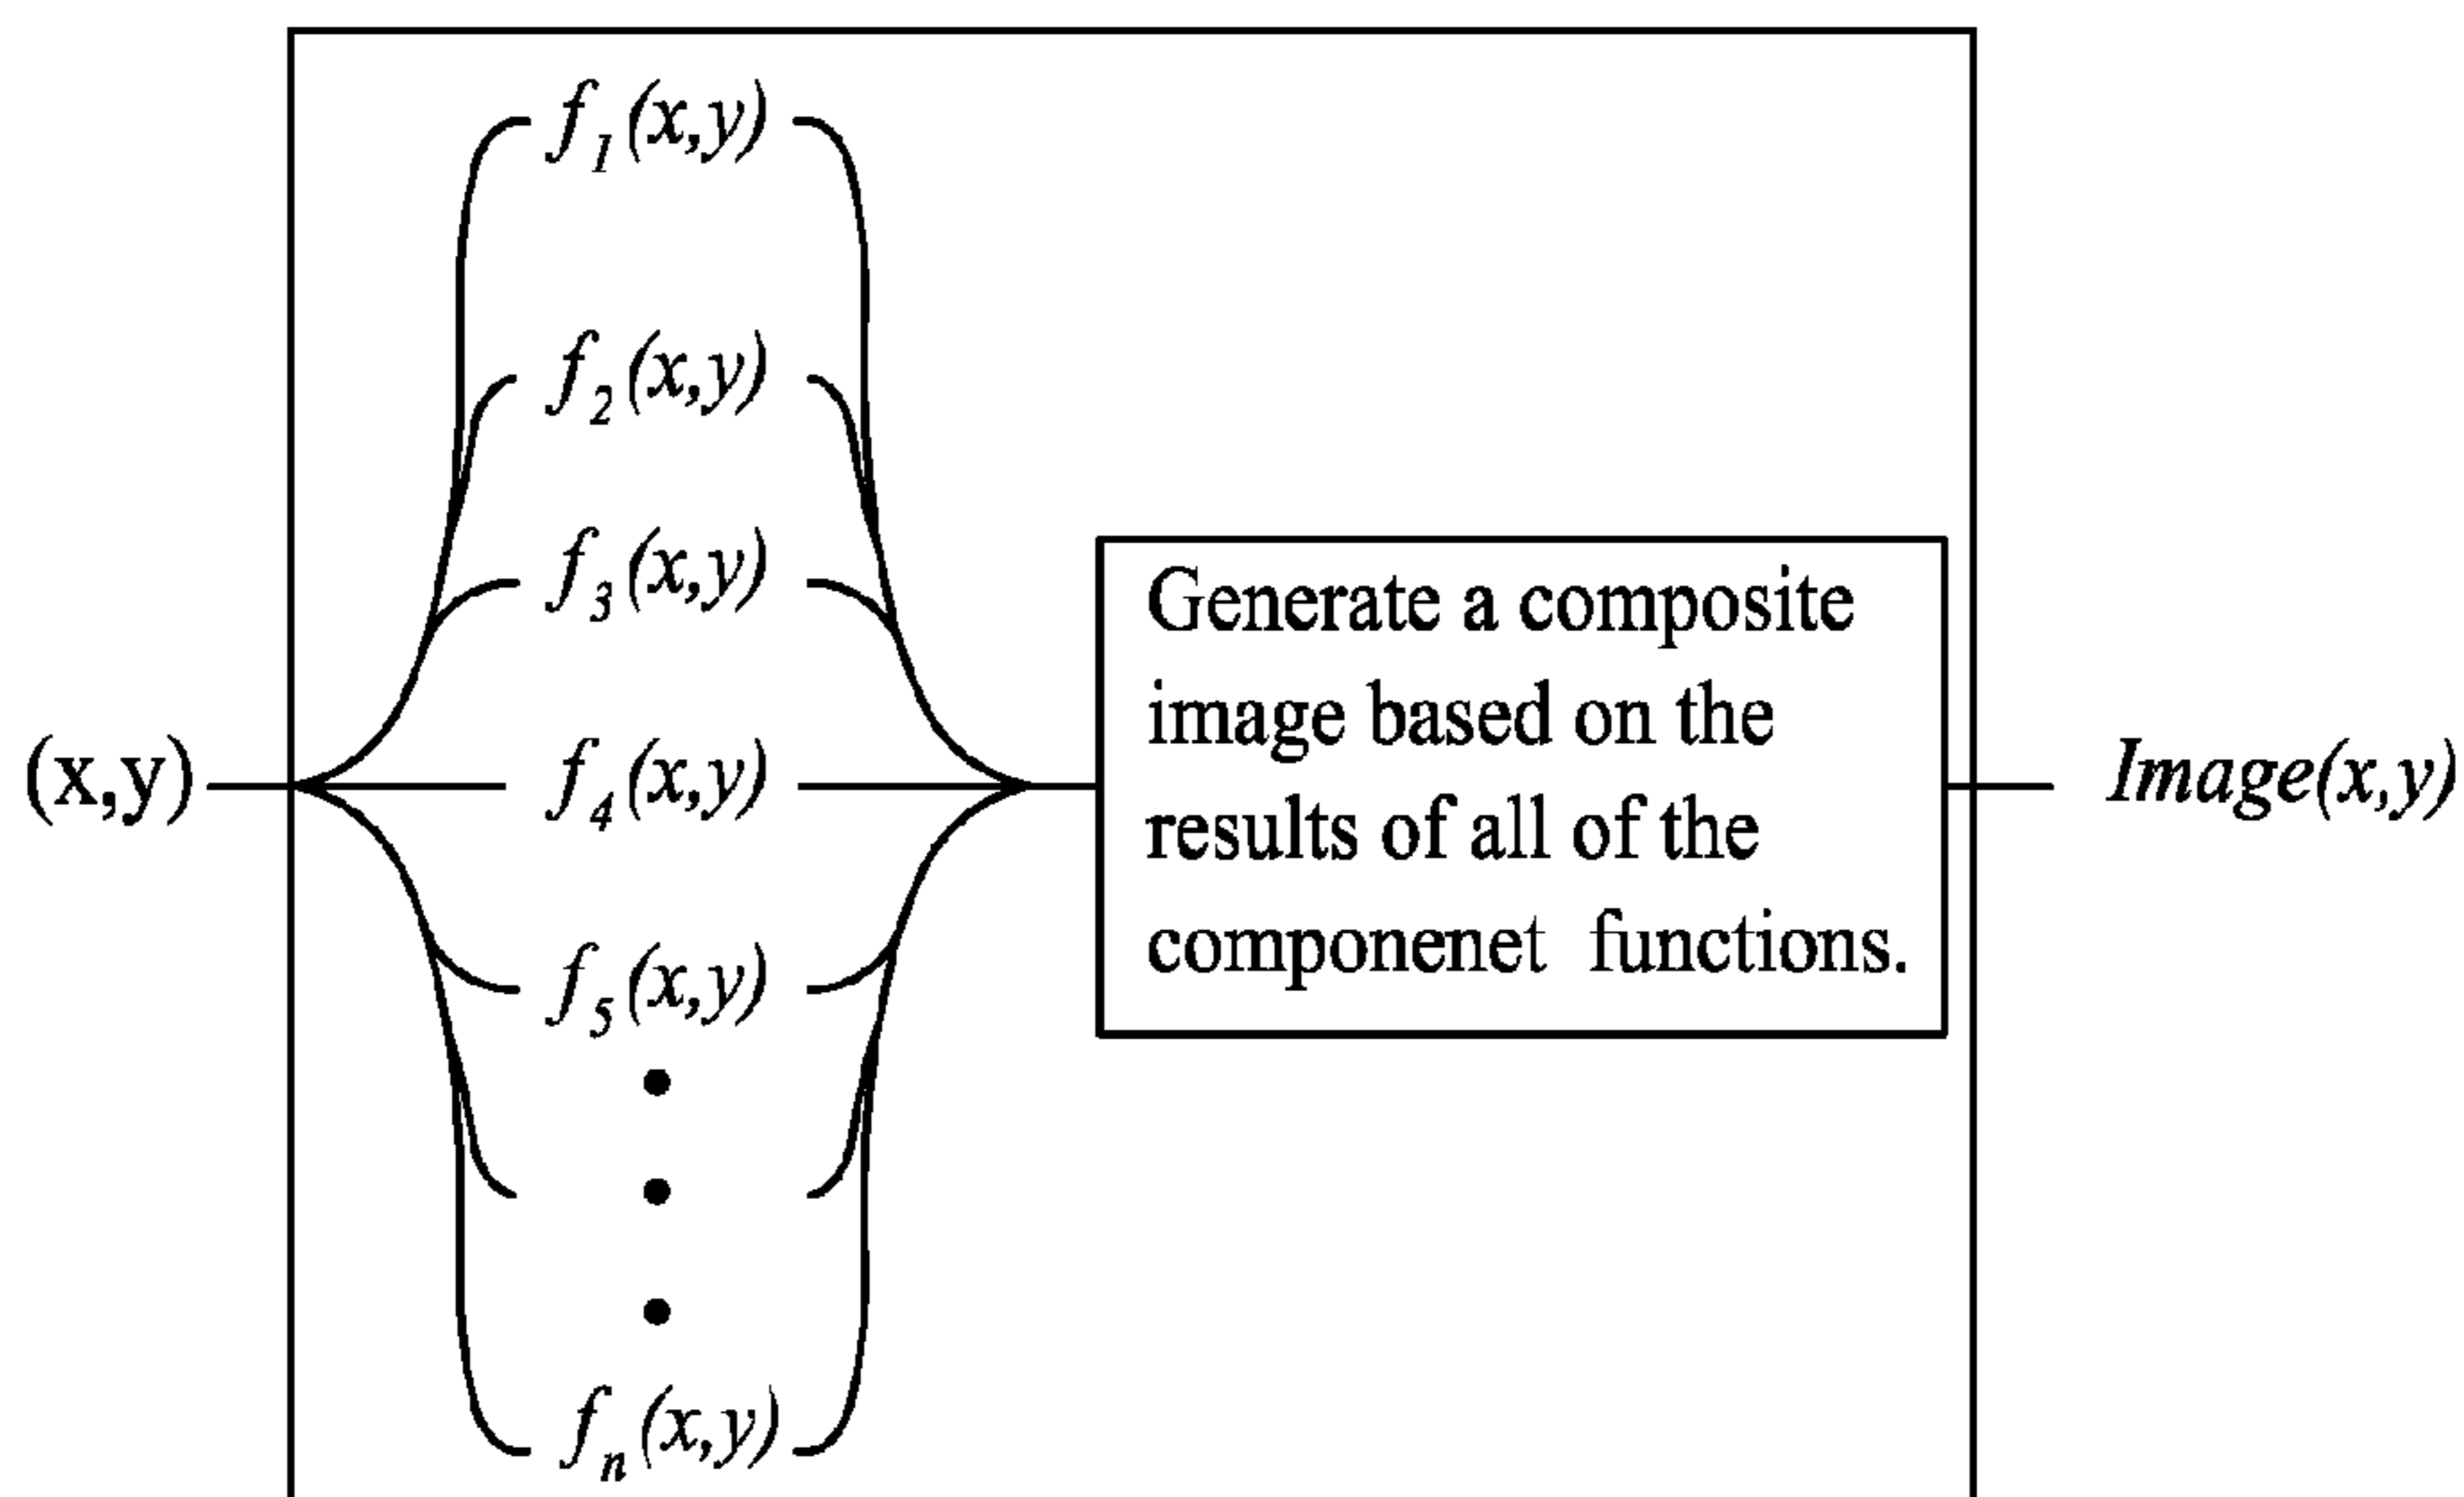 f1(x,y)
f2(x,y)
f3(x,y)
(x,y)
f4(x,y)
f5(x,y)
fn(x,y)
Generate a composite
image based on the
results of all of the
componenet functions.
Image(x,y)